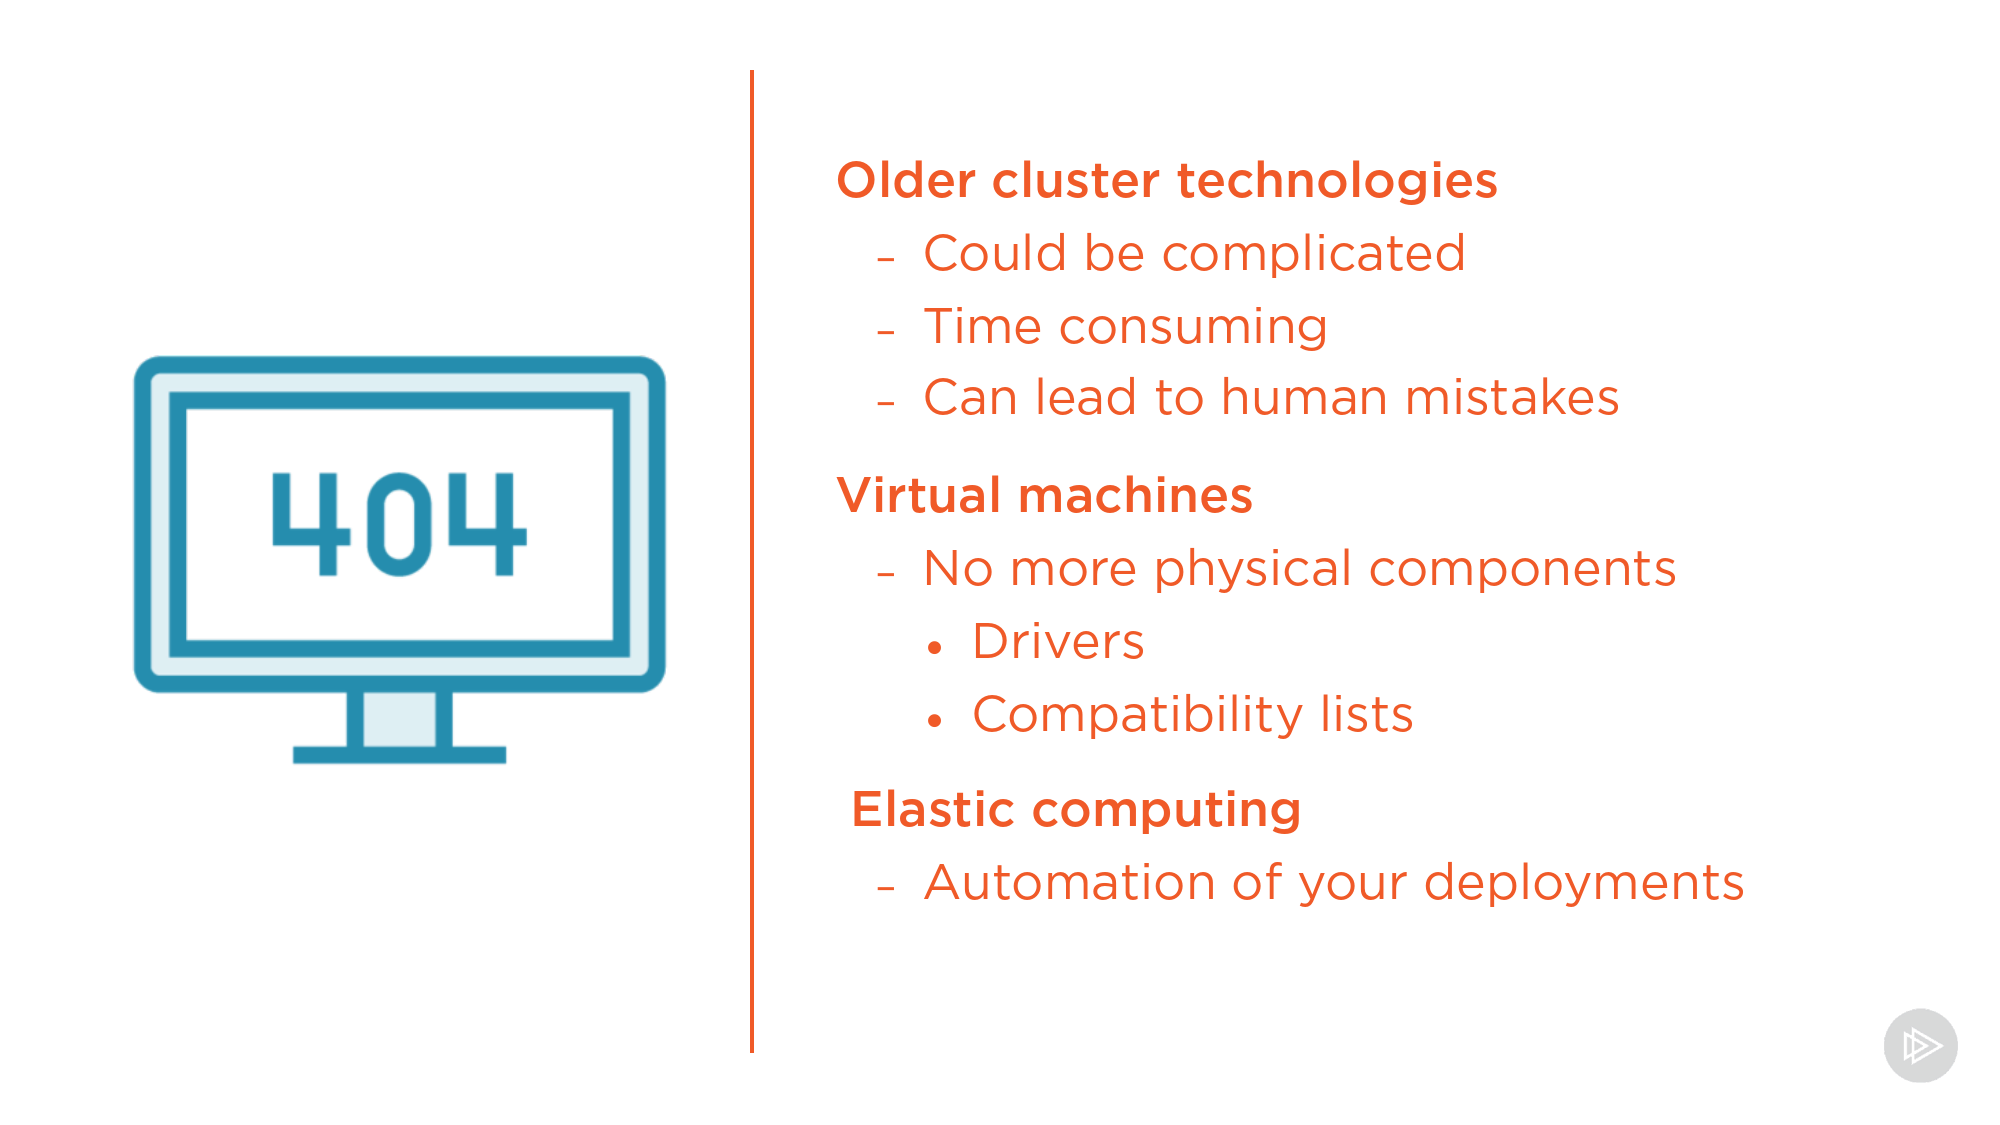 404
Older cluster technologies
- Could be complicated
- Time consuming
- Can lead to human mistakes
Virtual machines
- No more physical components
• Drivers
• Compatibility lists
Elastic computing
- Automation of your deployments